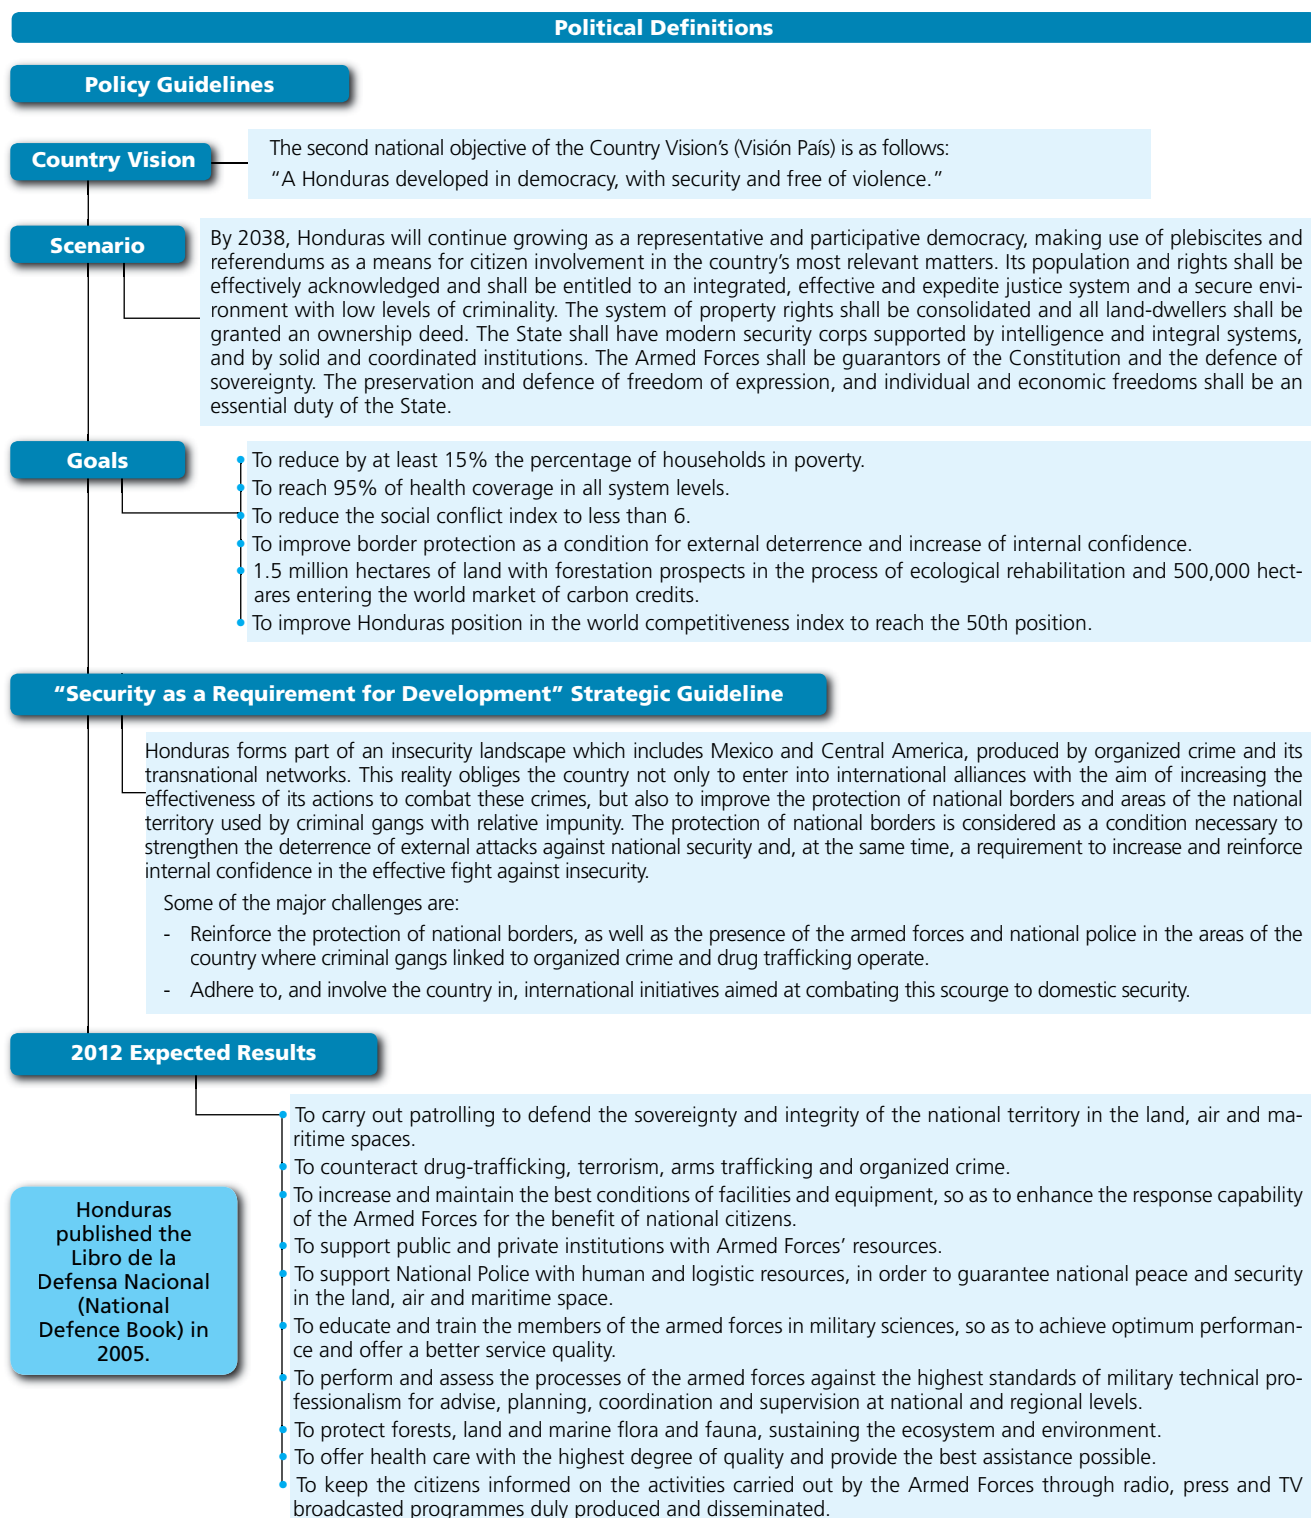 Political Definitions
Policy Guidelines
Country Vision
The second national objective of the Country Vision's (Visión País) is as follows:
“A Honduras developed in democracy, with security and free of violence.”
Scenario
By 2038, Honduras will continue growing as a representative and participative democracy, making use of plebiscites and
referendums as a means for citizen involvement in the country’s most relevant matters. Its population and rights shall be
effectively acknowledged and shall be entitled to an integrated, effective and expedite justice system and a secure envi-
ronment with low levels of criminality. The system of property rights shall be consolidated and all land-dwellers shall be
granted an ownership deed. The State shall have modern security corps supported by intelligence and integral systems,
and by solid and coordinated institutions. The Armed Forces shall be guarantors of the Constitution and the defence of
sovereignty. The preservation and defence of freedom of expression, and individual and economic freedoms shall be an
essential duty of the State.
Goals
• To reduce by at least 15% the percentage of households in poverty.
• To reach 95% of health coverage in all system levels.
• To reduce the social conflict index to less than 6.
• To improve border protection as a condition for external deterrence and increase of internal confidence.
• 1.5 million hectares of land with forestation prospects in the process of ecological rehabilitation and 500,000 hect-
ares entering the world market of carbon credits.
• To improve Honduras position in the world competitiveness index to reach the 50th position.
“Security as a Requirement for Development” Strategic Guideline
Honduras forms part of an insecurity landscape which includes Mexico and Central America, produced by organized crime and its
transnational networks. This reality obliges the country not only to enter into international alliances with the aim of increasing the
effectiveness of its actions to combat these crimes, but also to improve the protection of national borders and areas of the national
territory used by criminal gangs with relative impunity. The protection of national borders is considered as a condition necessary to
strengthen the deterrence of external attacks against national security and, at the same time, a requirement to increase and reinforce
internal confidence in the effective fight against insecurity.
Some of the major challenges are:
- Reinforce the protection of national borders, as well as the presence of the armed forces and national police in the areas of the
country where criminal gangs linked to organized crime and drug trafficking operate.
- Adhere to, and involve the country in, international initiatives aimed at combating this scourge to domestic security.
2012 Expected Results
• To carry out patrolling to defend the sovereignty and integrity of the national territory in the land, air and ma-
ritime spaces.
• To counteract drug-trafficking, terrorism, arms trafficking and organized crime.
• To increase and maintain the best conditions of facilities and equipment, so as to enhance the response capability
of the Armed Forces for the benefit of national citizens.
• To support public and private institutions with Armed Forces’ resources.
• To support National Police with human and logistic resources, in order to guarantee national peace and security
in the land, air and maritime space.
• To educate and train the members of the armed forces in military sciences, so as to achieve optimum performan-
ce and offer a better service quality.
• To perform and assess the processes of the armed forces against the highest standards of military technical pro-
fessionalism for advise, planning, coordination and supervision at national and regional levels.
• To protect forests, land and marine flora and fauna, sustaining the ecosystem and environment.
• To offer health care with the highest degree of quality and provide the best assistance possible.
• To keep the citizens informed on the activities carried out by the Armed Forces through radio, press and TV
broadcasted programmes duly produced and disseminated.
Honduras
published the
Libro de la
Defensa Nacional
(National
Defence Book) in
2005.